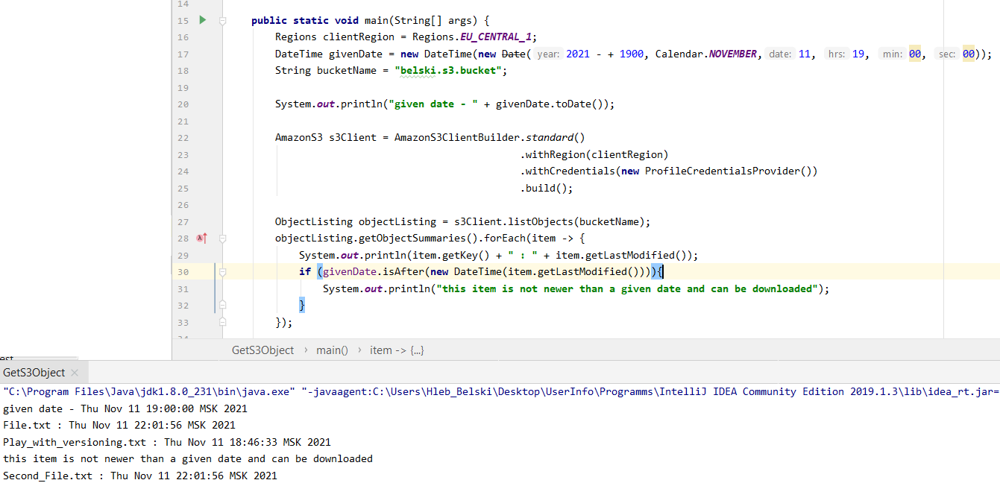 14
15 public static void main(String[] args) {
16 Regions clientRegion = Regions.EU_CENTRAL_1;
17 DateTime givenDate = new DateTime(new Date( year: 2021 - + 1900, Calendar.NOVEMBER, date: 11, hrs: 19, min: 00, sec: 00));
18 String bucketName = "belski.s3.bucket";
19
20 System.out.println("given date - " + givenDate.toDate());
21
22 AmazonS3 s3Client = AmazonS3ClientBuilder.standard()
23 .withRegion(clientRegion)
24 .withCredentials(new ProfileCredentialsProvider())
25 .build();
26
27 ObjectListing objectListing = s3Client.listObjects(bucketName);
28 objectListing.getObjectSummaries().forEach(item -> {
29 System.out.println(item.getKey() + " : " + item.getLastModified());
30 if (givenDate.isAfter(new DateTime(item.getLastModified()))){
31 System.out.println("this item is not newer than a given date and can be downloaded");
32 }
33 });
GetS3Object › main() › item -> {...}
GetS3Object ×
"C:\Program Files\Java\jdk1.8.0_231\bin\java.exe" "-javaagent:C:\Users\Hleb_Belski\Desktop\UserInfo\Programms\IntelliJ IDEA Community Edition 2019.1.3\lib\idea_rt.jar=
given date - Thu Nov 11 19:00:00 MSK 2021
File.txt : Thu Nov 11 22:01:56 MSK 2021
Play_with_versioning.txt : Thu Nov 11 18:46:33 MSK 2021
this item is not newer than a given date and can be downloaded
Second_File.txt : Thu Nov 11 22:01:56 MSK 2021